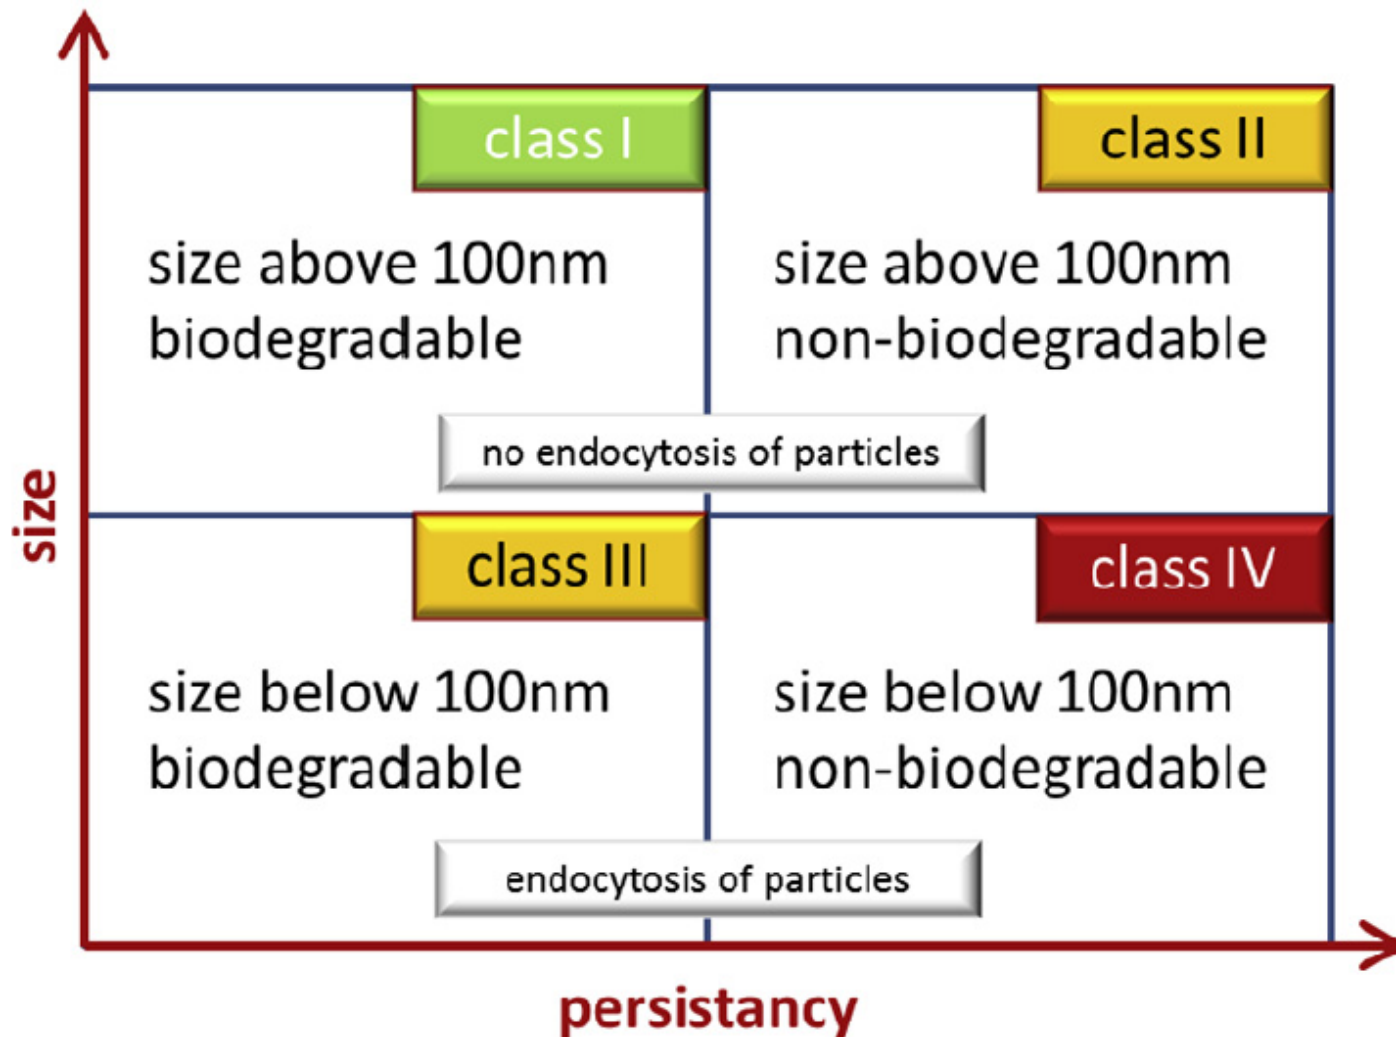 class I
size above 100nm
biodegradable
class II
size above 100nm
non-biodegradable
no endocytosis of particles
class III
size below 100nm
biodegradable
class IV
size below 100nm
non-biodegradable
endocytosis of particles
size
persistancy